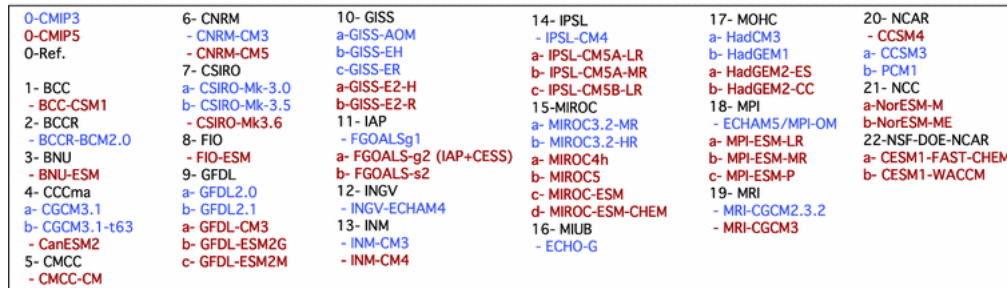 0-CMIP3
0-CMIP5
0-Ref.
1- BCC
- BCC-CSM1
2- BCCR
- BCCR-BCM2.0
3- BNU
- BNU-ESM
4- CCCma
a- CGCM3.1
b- CGCM3.1-t63
- CanESM2
5- CMCC
- CMCC-CM
6- CNRM
- CNRM-CM3
- CNRM-CM5
7- CSIRO
a- CSIRO-Mk-3.0
b- CSIRO-Mk-3.5
- CSIRO-Mk3.6
8- FIO
- FIO-ESM
9- GFDL
a- GFDL2.0
b- GFDL2.1
a- GFDL-CM3
b- GFDL-ESM2G
c- GFDL-ESM2M
10- GISS
a-GISS-AOM
b-GISS-EH
c-GISS-ER
a-GISS-E2-H
b-GISS-E2-R
11- IAP
- FGOALSg1
a- FGOALS-g2 (IAP+CESS)
b- FGOALS-s2
12- INGV
- INGV-ECHAM4
13- INM
- INM-CM3
- INM-CM4
14- IPSL
- IPSL-CM4
a- IPSL-CM5A-LR
b- IPSL-CM5A-MR
c- IPSL-CM5B-LR
15-MIROC
a- MIROC3.2-MR
b- MIROC3.2-HR
a- MIROC4h
b- MIROC5
c- MIROC-ESM
d- MIROC-ESM-CHEM
16- MIUB
- ECHO-G
17- MOHC
a- HadCM3
b- HadGEM1
a- HadGEM2-ES
b- HadGEM2-CC
18- MPI
- ECHAM5/MPI-OM
a- MPI-ESM-LR
b- MPI-ESM-MR
c- MPI-ESM-P
19- MRI
- MRI-CGCM2.3.2
- MRI-CGCM3
20- NCAR
- CCSM4
a- CCSM3
b- PCM1
21- NCC
a-NorESM-M
b-NorESM-ME
22-NSF-DOE-NCAR
a- CESM1-FAST-CHEM
b- CESM1-WACCM